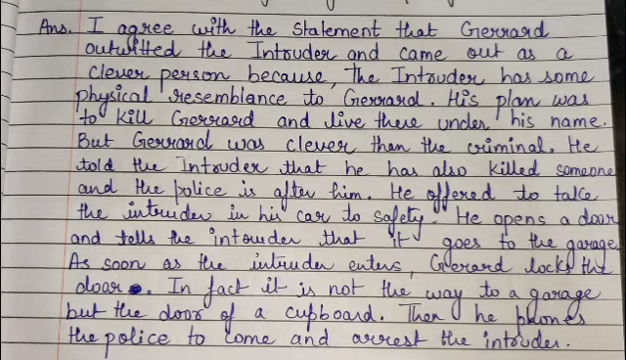 Ans. I agree with the statement that Gerrard
outwitted the Intruder and came out as a
clever person because, the Intruder has some
physical resemblance to Gerrard. His plan was
to kill Gerrard and live there under his name.
But Gerrard was clever then the criminal. He
told the Intruder that he has also killed someone
and the police is after him. He offered to take
the intruder in his car to safety. He opens a door
and tells the intruder that it goes to the garage.
As soon as the intruder enters, Gerrard locks the
door. In fact it is not the way to a garage
but the door of a cupboard. Then he phones
the police to come and arrest the intruder.